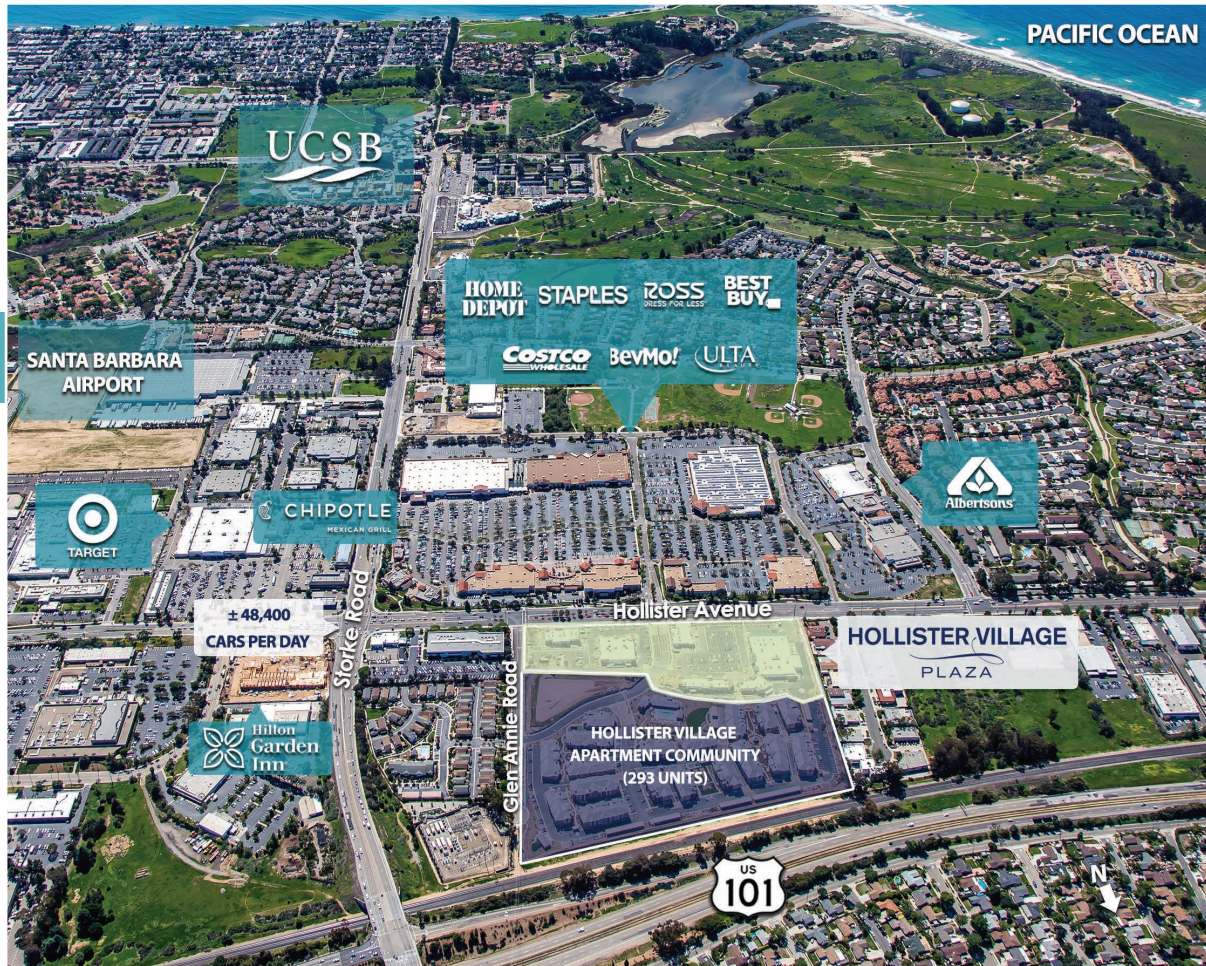 PACIFIC OCEAN
UCSB
HOME DEPOT
STAPLES
ROSS
DRESS FOR LESS
BEST BUY
COSTCO
WHOLESALE
BevMo!
ULTA
BEAUTY
SANTA BARBARA
AIRPORT
TARGET
CHIPOTLE
MEXICAN GRILL
Albertsons
± 48,400
CARS PER DAY
Storke Road
Hollister Avenue
HOLLISTER VILLAGE
PLAZA
Glen Annie Road
Hilton
Garden
Inn
HOLLISTER VILLAGE
APARTMENT COMMUNITY
(293 UNITS)
US
101
N